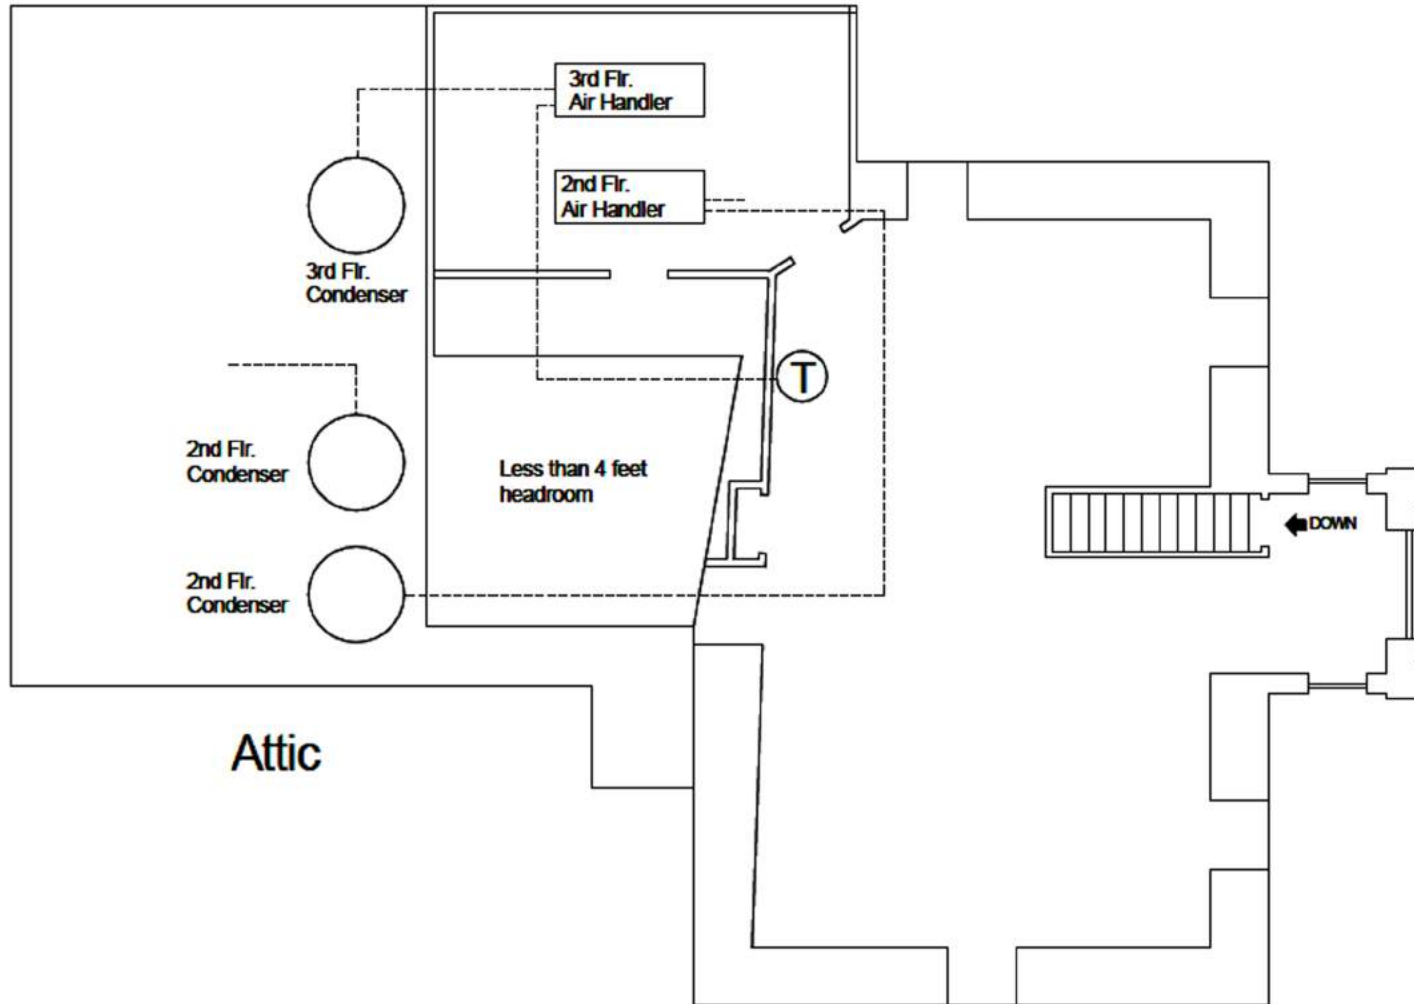 3rd Flr.
Air Handler
2nd Flr.
Air Handler
3rd Flr.
Condenser
T
2nd Flr.
Condenser
Less than 4 feet
headroom
DOWN
2nd Flr.
Condenser
Attic